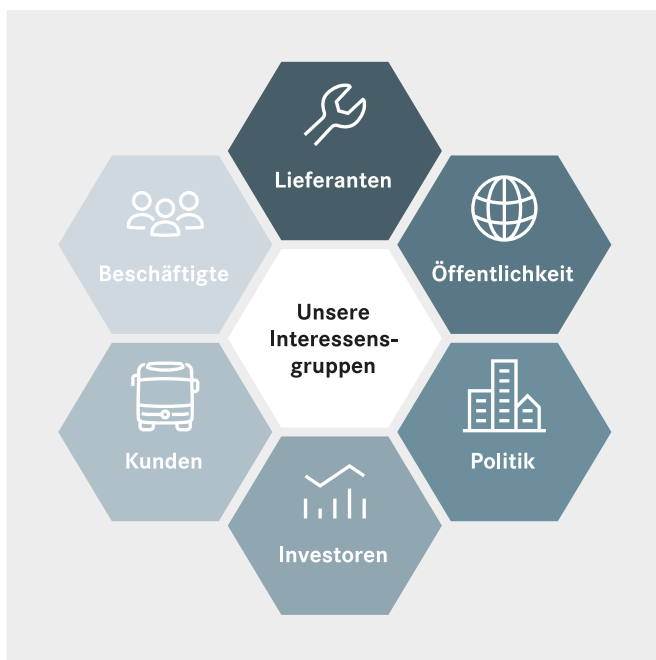 Lieferanten
Beschäftigte
Öffentlichkeit
Unsere
Interessens-
gruppen
Kunden
Politik
Investoren